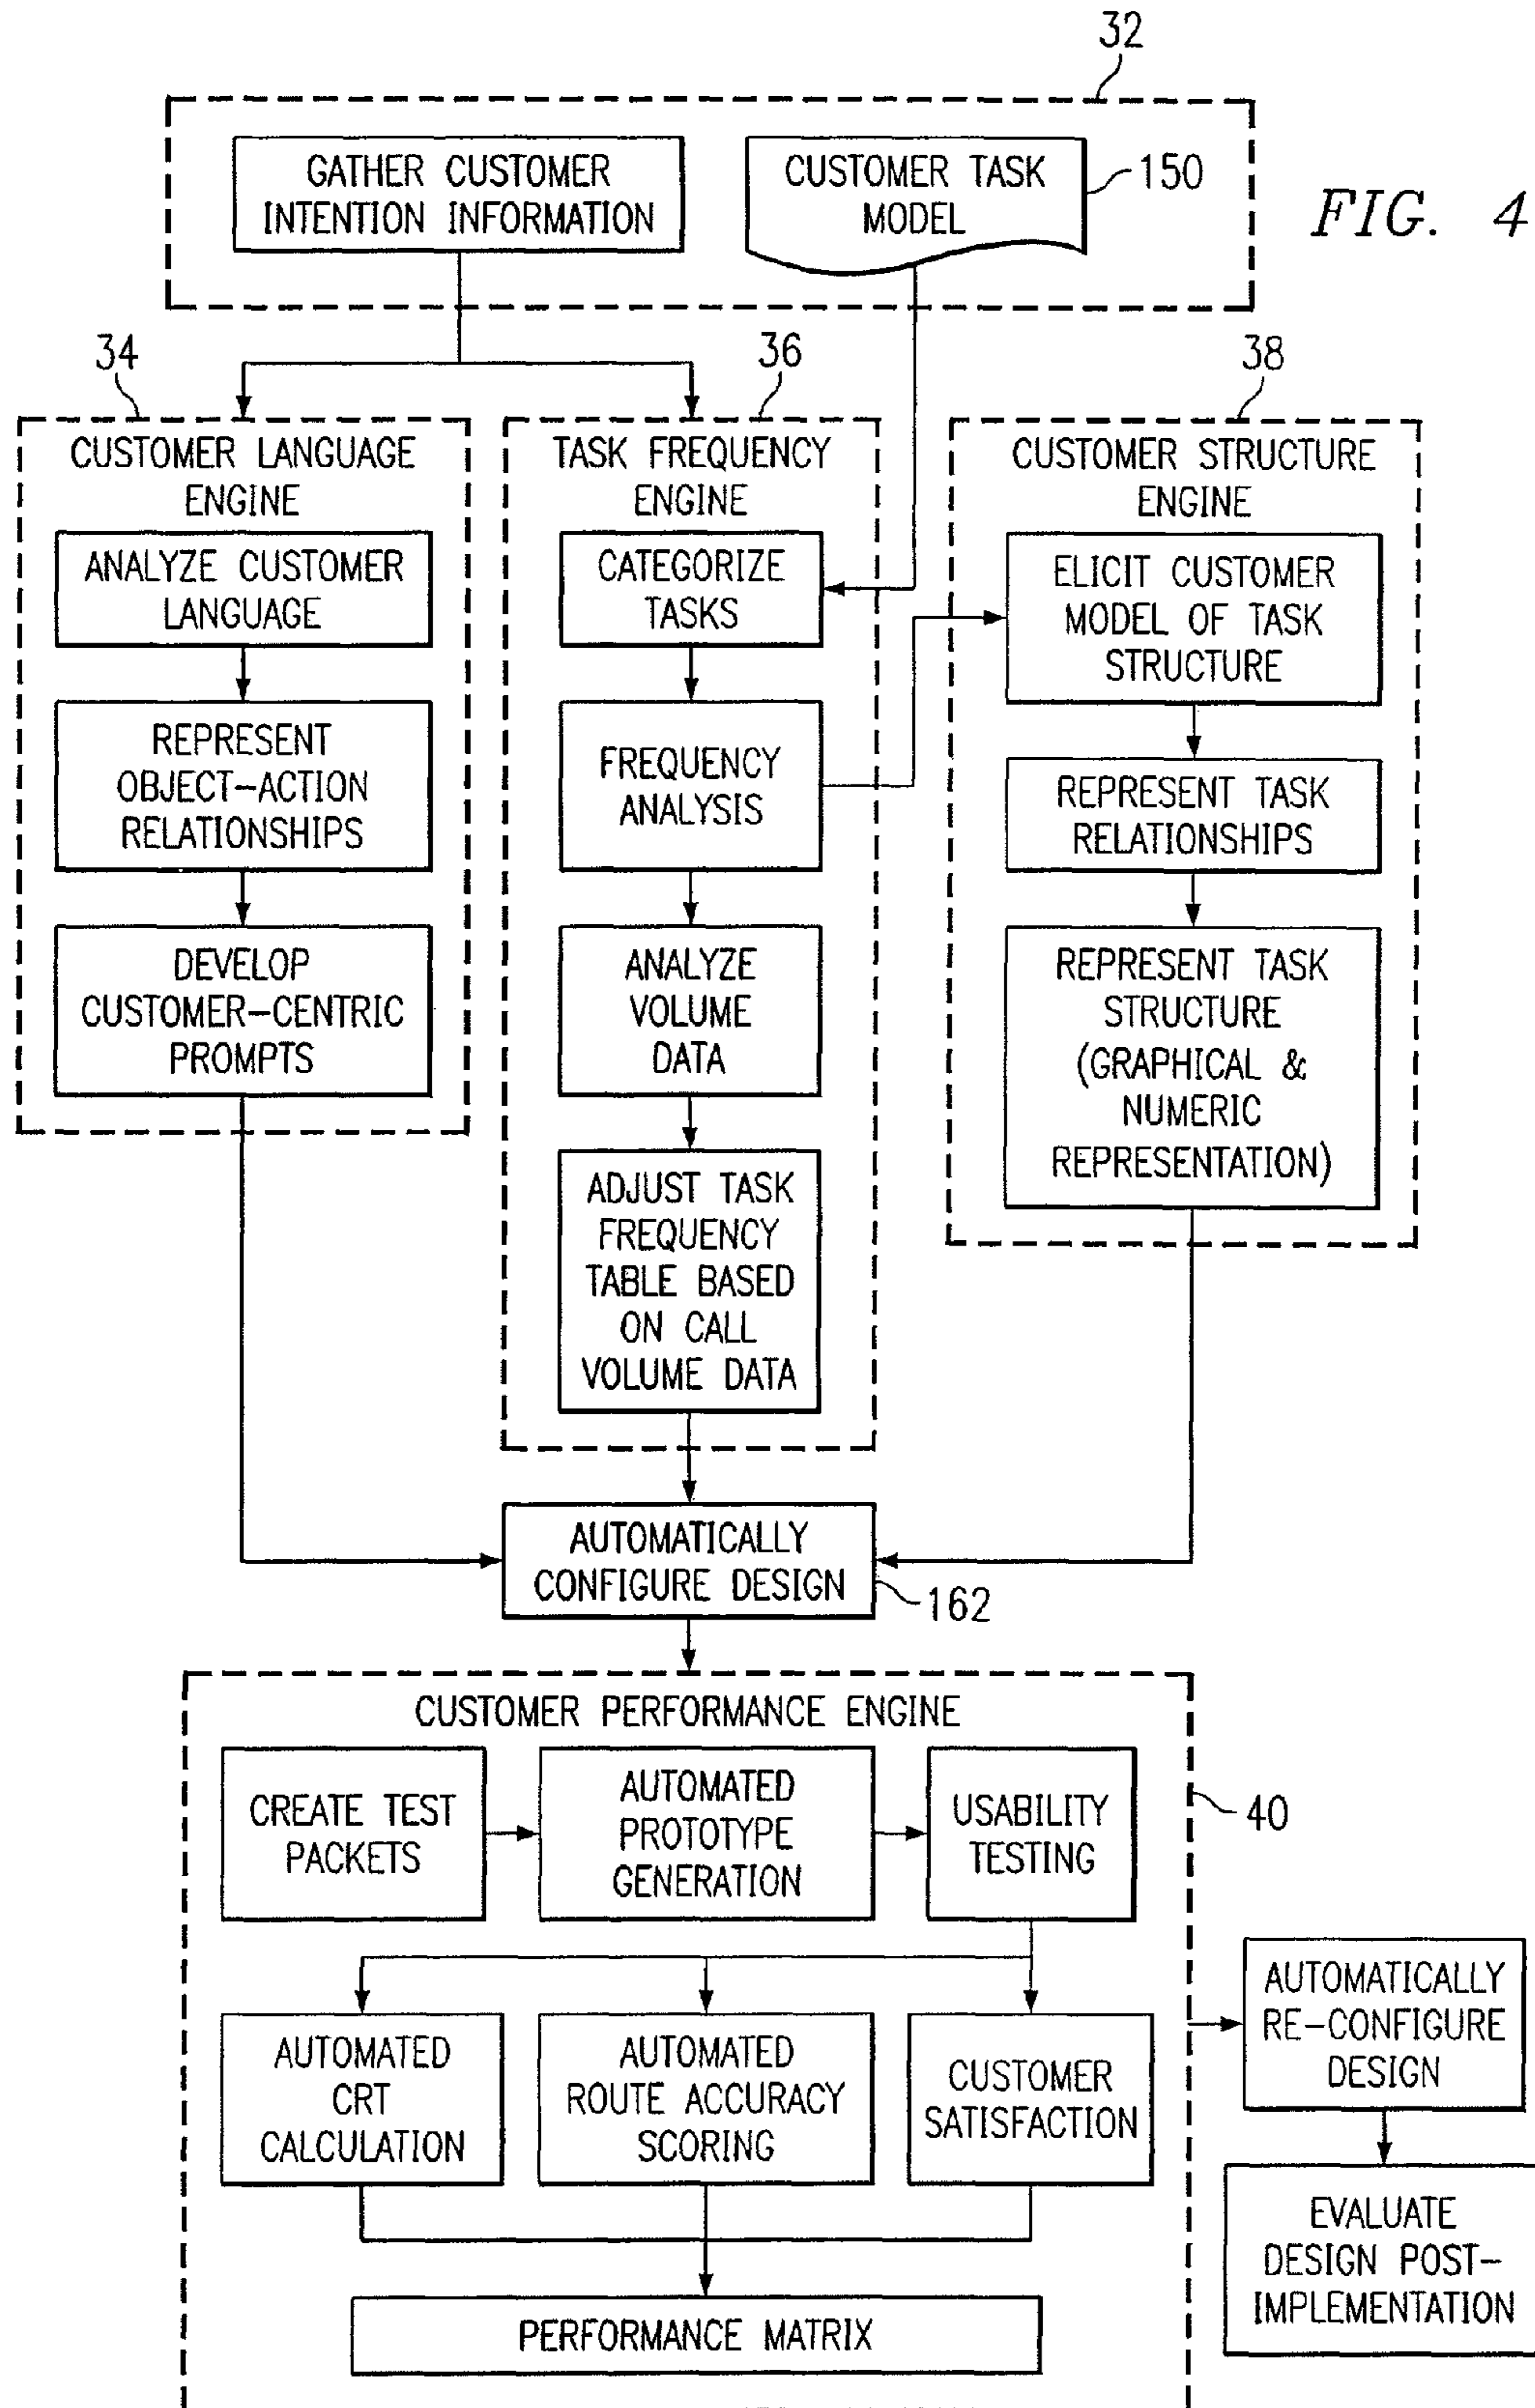 32
GATHER CUSTOMER
INTENTION INFORMATION
CUSTOMER TASK
MODEL
150
FIG. 4
34
CUSTOMER LANGUAGE
ENGINE
ANALYZE CUSTOMER
LANGUAGE
REPRESENT
OBJECT-ACTION
RELATIONSHIPS
DEVELOP
CUSTOMER-CENTRIC
PROMPTS
36
TASK FREQUENCY
ENGINE
CATEGORIZE
TASKS
FREQUENCY
ANALYSIS
ANALYZE
VOLUME
DATA
ADJUST TASK
FREQUENCY
TABLE BASED
ON CALL
VOLUME DATA
38
CUSTOMER STRUCTURE
ENGINE
ELICIT CUSTOMER
MODEL OF TASK
STRUCTURE
REPRESENT TASK
RELATIONSHIPS
REPRESENT TASK
STRUCTURE
(GRAPHICAL &
NUMERIC
REPRESENTATION)
AUTOMATICALLY
CONFIGURE DESIGN
162
CUSTOMER PERFORMANCE ENGINE
CREATE TEST
PACKETS
AUTOMATED
PROTOTYPE
GENERATION
USABILITY
TESTING
40
AUTOMATED
CRT
CALCULATION
AUTOMATED
ROUTE ACCURACY
SCORING
CUSTOMER
SATISFACTION
PERFORMANCE MATRIX
AUTOMATICALLY
RE-CONFIGURE
DESIGN
EVALUATE
DESIGN POST-
IMPLEMENTATION